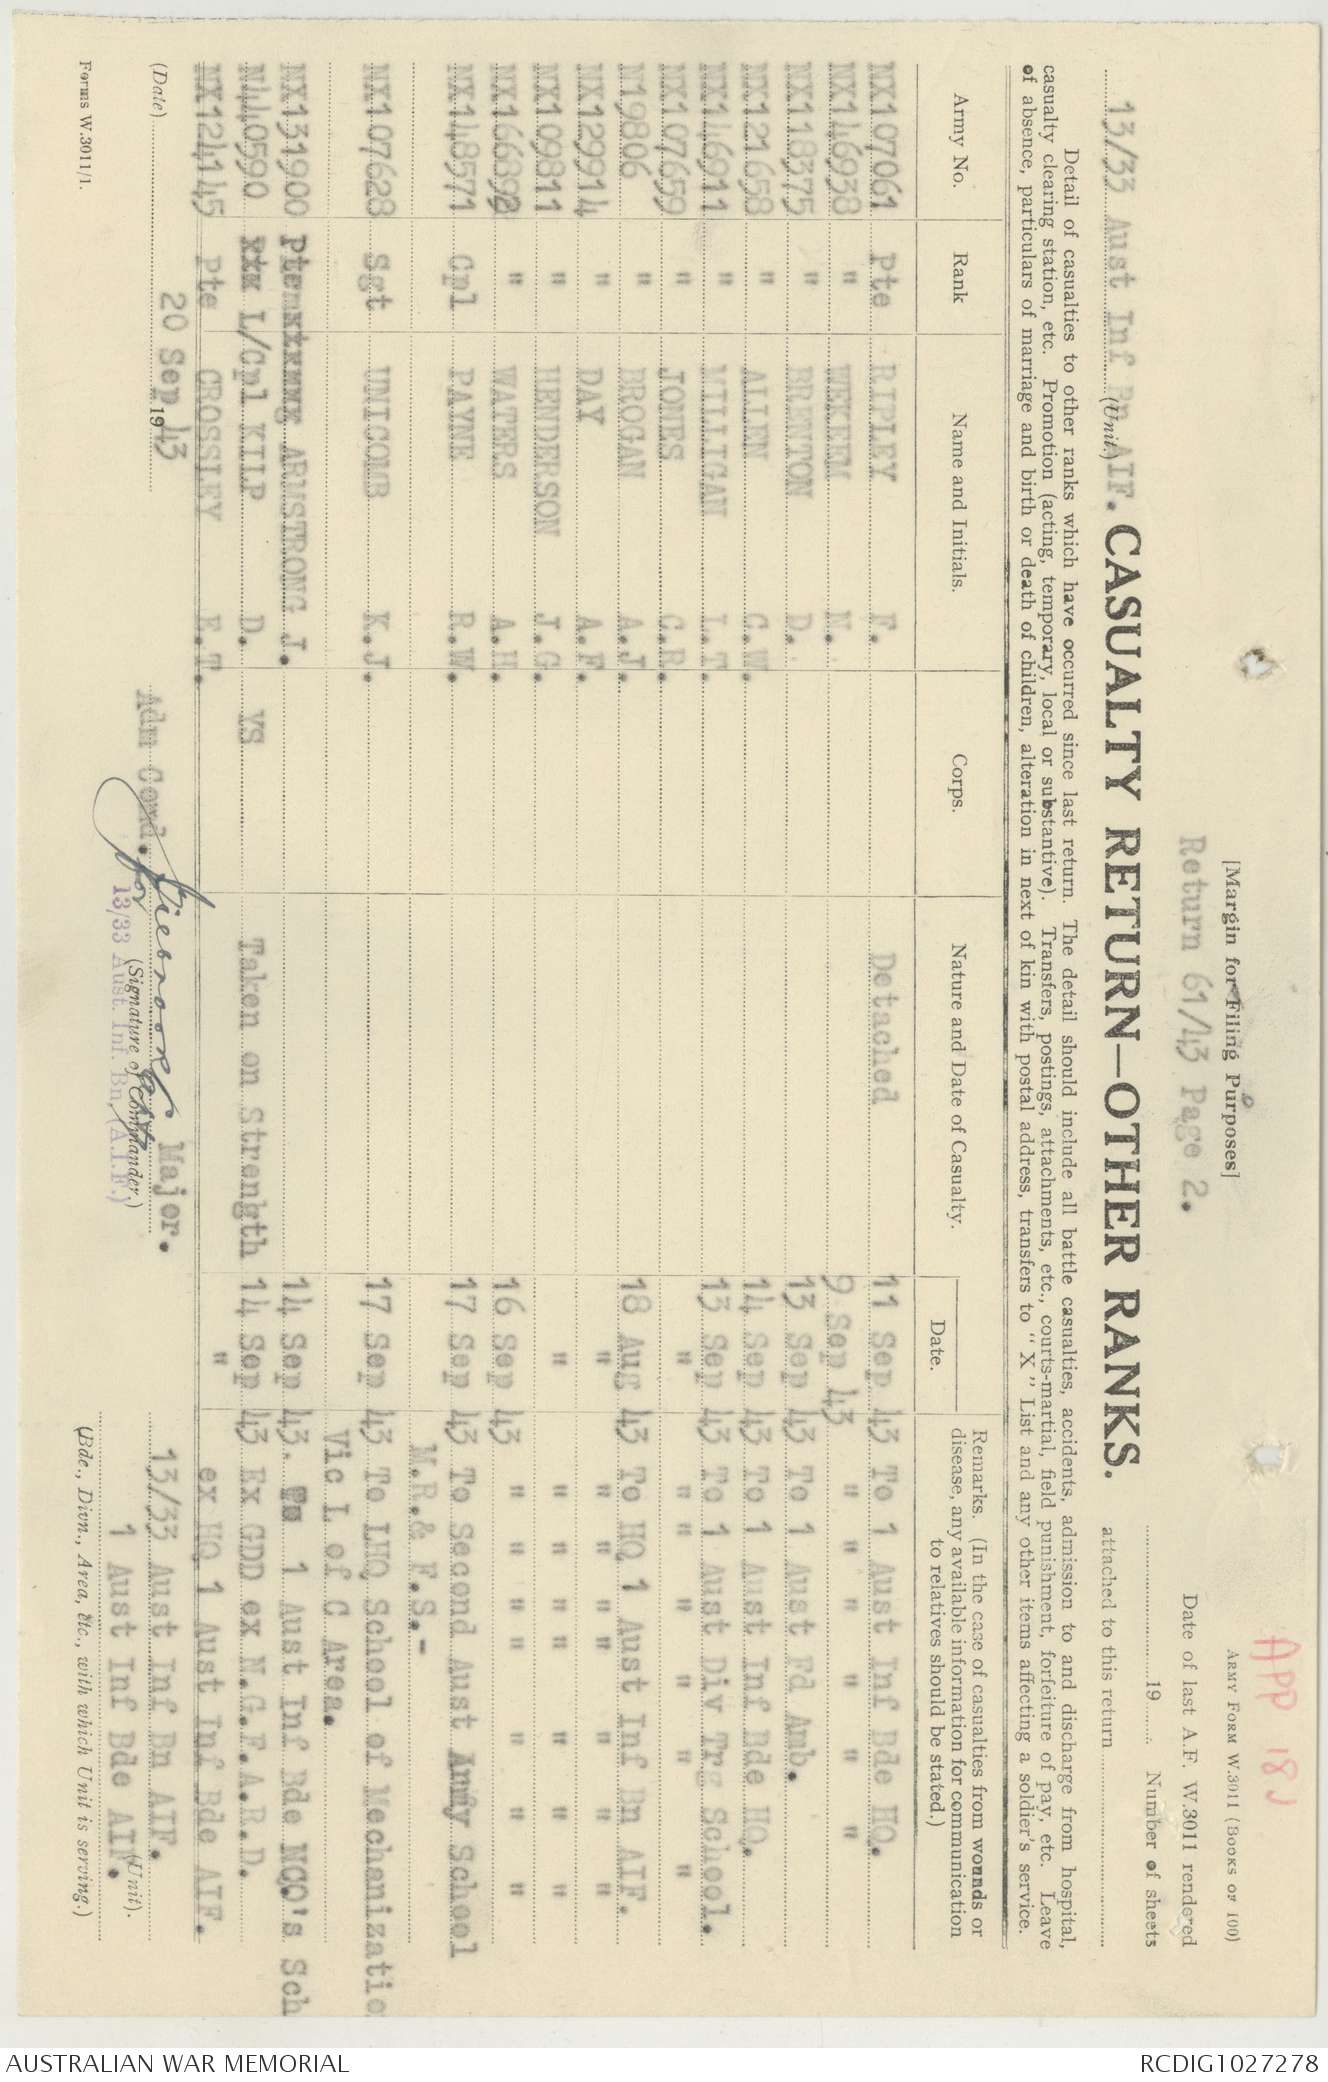 APP 18J
[Margin for Filing Purposes]
ARMY FORM W.3011 (BOOKS OF 100)
Return 61/43 Page 2.
Date of last A.F. W.3011 rendered
19 ...... Number of sheets
13/33 Aust Inf Bn AIF. (Unit.) CASUALTY RETURN—OTHER RANKS. attached to this return
Detail of casualties to other ranks which have occurred since last return. The detail should include all battle casualties, accidents, admission to and discharge from hospital,
casualty clearing station, etc. Promotion (acting, temporary, local or substantive). Transfers, postings, attachments, etc., courts-martial, field punishment, forfeiture of pay, etc. Leave
of absence, particulars of marriage and birth or death of children, alteration in next of kin with postal address, transfers to "X" List and any other items affecting a soldier's service.
Army No. Rank Name and Initials. Corps. Nature and Date of Casualty. Date. Remarks. (In the case of casualties from wounds or
disease, any available information for communication
to relatives should be stated.)
NX107061 Pte RIPLEY F. Detached 11 Sep 43 To 1 Aust Inf Bde HQ.
NX146938 " WEKEEM N. 9 Sep 43 " " " " " "
NX118375 " BRENTON D. 13 Sep 43 To 1 Aust Fd Amb.
NX121658 " ALLEN G.W. 14 Sep 43 To 1 Aust Inf Bde HQ.
NX146911 " MILLIGAN L.T. 13 Sep 43 To 1 Aust Div Trg School.
NX107659 " JONES C.R. " " " " " " "
N19806 " BROGAN A.J. 18 Aug 43 To HQ 1 Aust Inf Bn AIF.
NX129914 " DAY A.F. " " " " " " " "
NX109811 " HENDERSON J.G. " " " " " " " "
NX166892 " WATERS A.H. 16 Sep 43 " " " " " " "
NX148571 Cpl PAYNE R.W. 17 Sep 43 To Second Aust Army School
M.R.& F.S.-
NX107628 Sgt UNICOMB K.J. 17 Sep 43 To LHQ School of Mechanizatio
Vic L of C Area.
NX131900 Pte ARMSTRONG J. 14 Sep 43. To 1 Aust Inf Bde NCO's Sch
N440590 L/Cpl KILP D. YS Taken on Strength 14 Sep 43 Ex GDD ex N.G.F.A.R.D.
NX124145 Pte CROSSLEY E.T. " ex HQ 1 Aust Inf Bde AIF.
(Date) 20 Sep 1943
Adm Comd. for Major.
(Signature of Commander.)
13/33 Aust. Inf. Bn. (A.I.F.)
13/33 Aust Inf Bn AIF. (Unit).
1 Aust Inf Bde AIF.
(Bde., Divn., Area, etc., with which Unit is serving.)
Forms W.3011/1.
AUSTRALIAN WAR MEMORIAL
RCDIG1027278